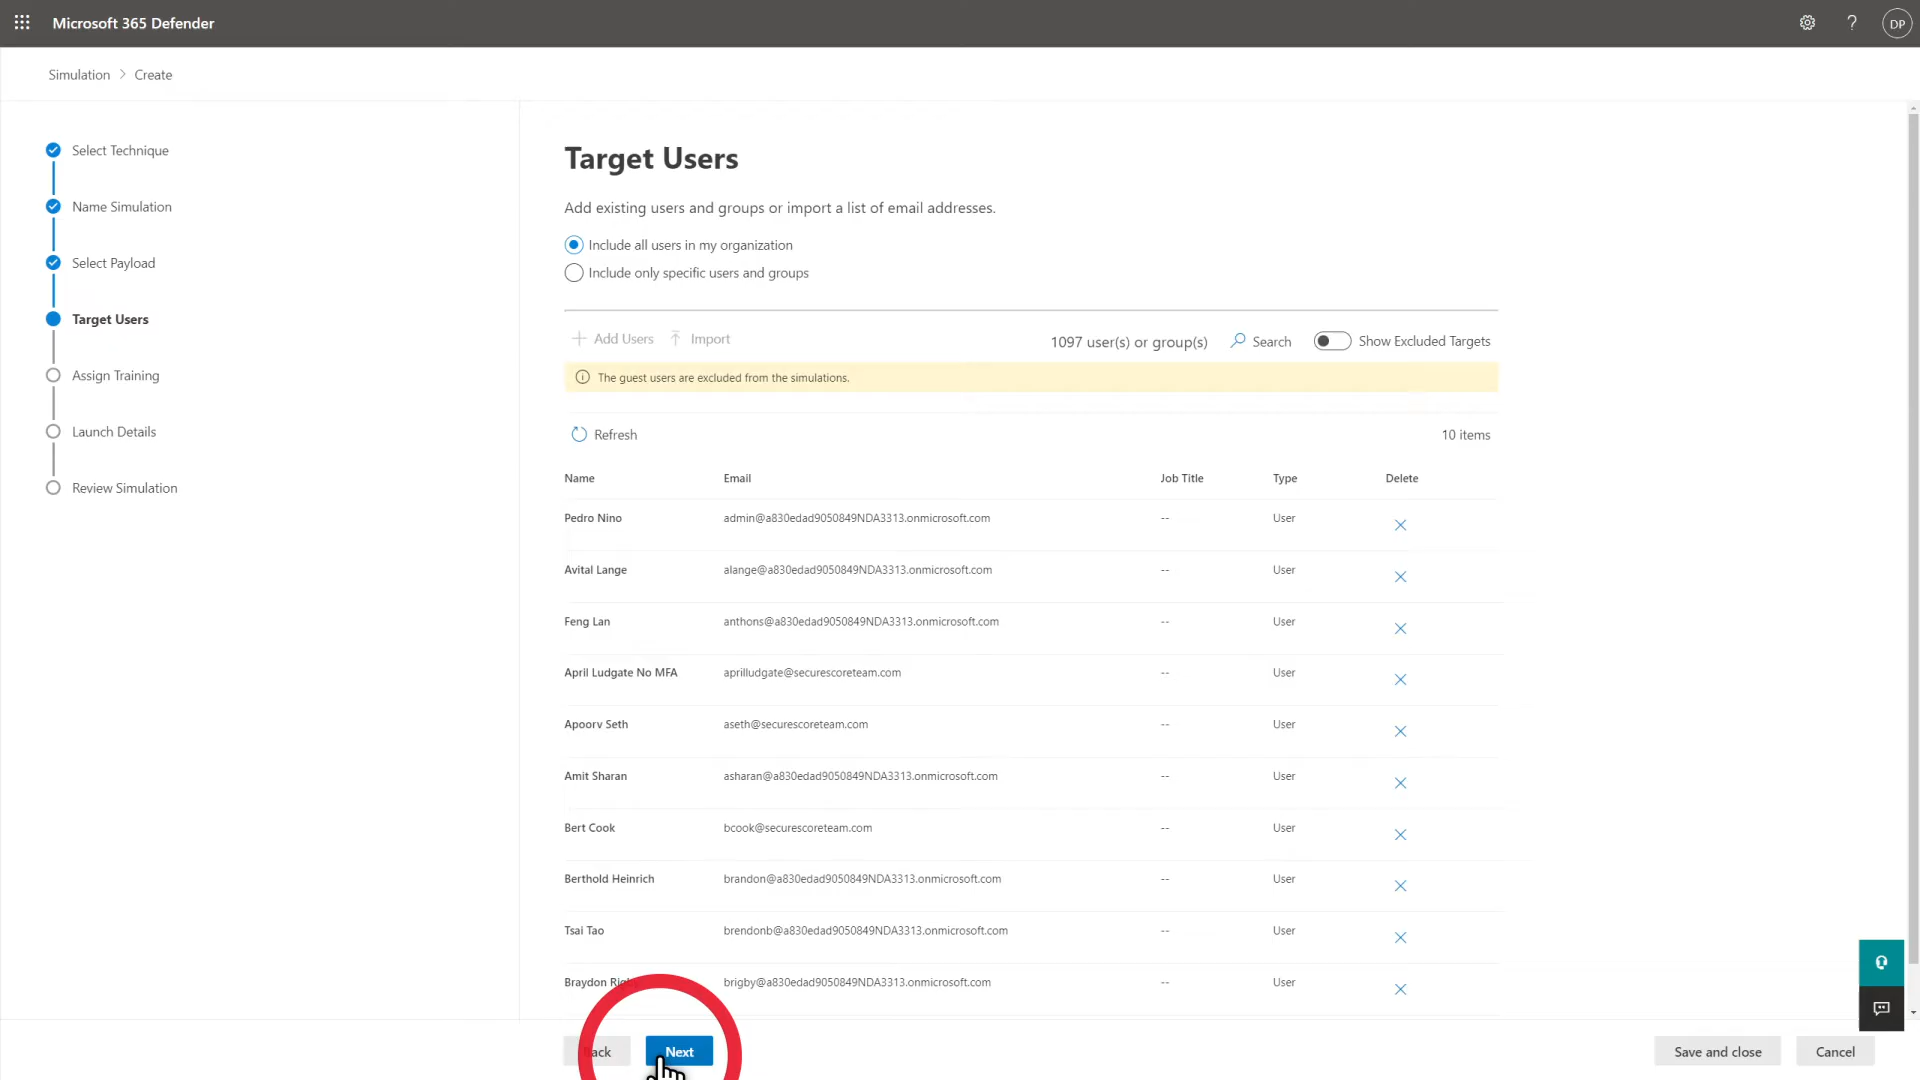 Microsoft 365 Defender
?
DP
Simulation > Create
Select Technique
Name Simulation
Select Payload
Target Users
Assign Training
Launch Details
Review Simulation
Target Users
Add existing users and groups or import a list of email addresses.
Include all users in my organization
Include only specific users and groups
Add Users Import 1097 user(s) or group(s) Search Show Excluded Targets
The guest users are excluded from the simulations.
Refresh 10 items
Name Email Job Title Type Delete
Pedro Nino admin@a830edad9050849NDA3313.onmicrosoft.com -- User
Avital Lange alange@a830edad9050849NDA3313.onmicrosoft.com -- User
Feng Lan anthons@a830edad9050849NDA3313.onmicrosoft.com -- User
April Ludgate No MFA aprilludgate@securescoreteam.com -- User
Apoorv Seth aseth@securescoreteam.com -- User
Amit Sharan asharan@a830edad9050849NDA3313.onmicrosoft.com -- User
Bert Cook bcook@securescoreteam.com -- User
Berthold Heinrich brandon@a830edad9050849NDA3313.onmicrosoft.com -- User
Tsai Tao brendonb@a830edad9050849NDA3313.onmicrosoft.com -- User
Braydon brigby@a830edad9050849NDA3313.onmicrosoft.com -- User
Next Save and close Cancel